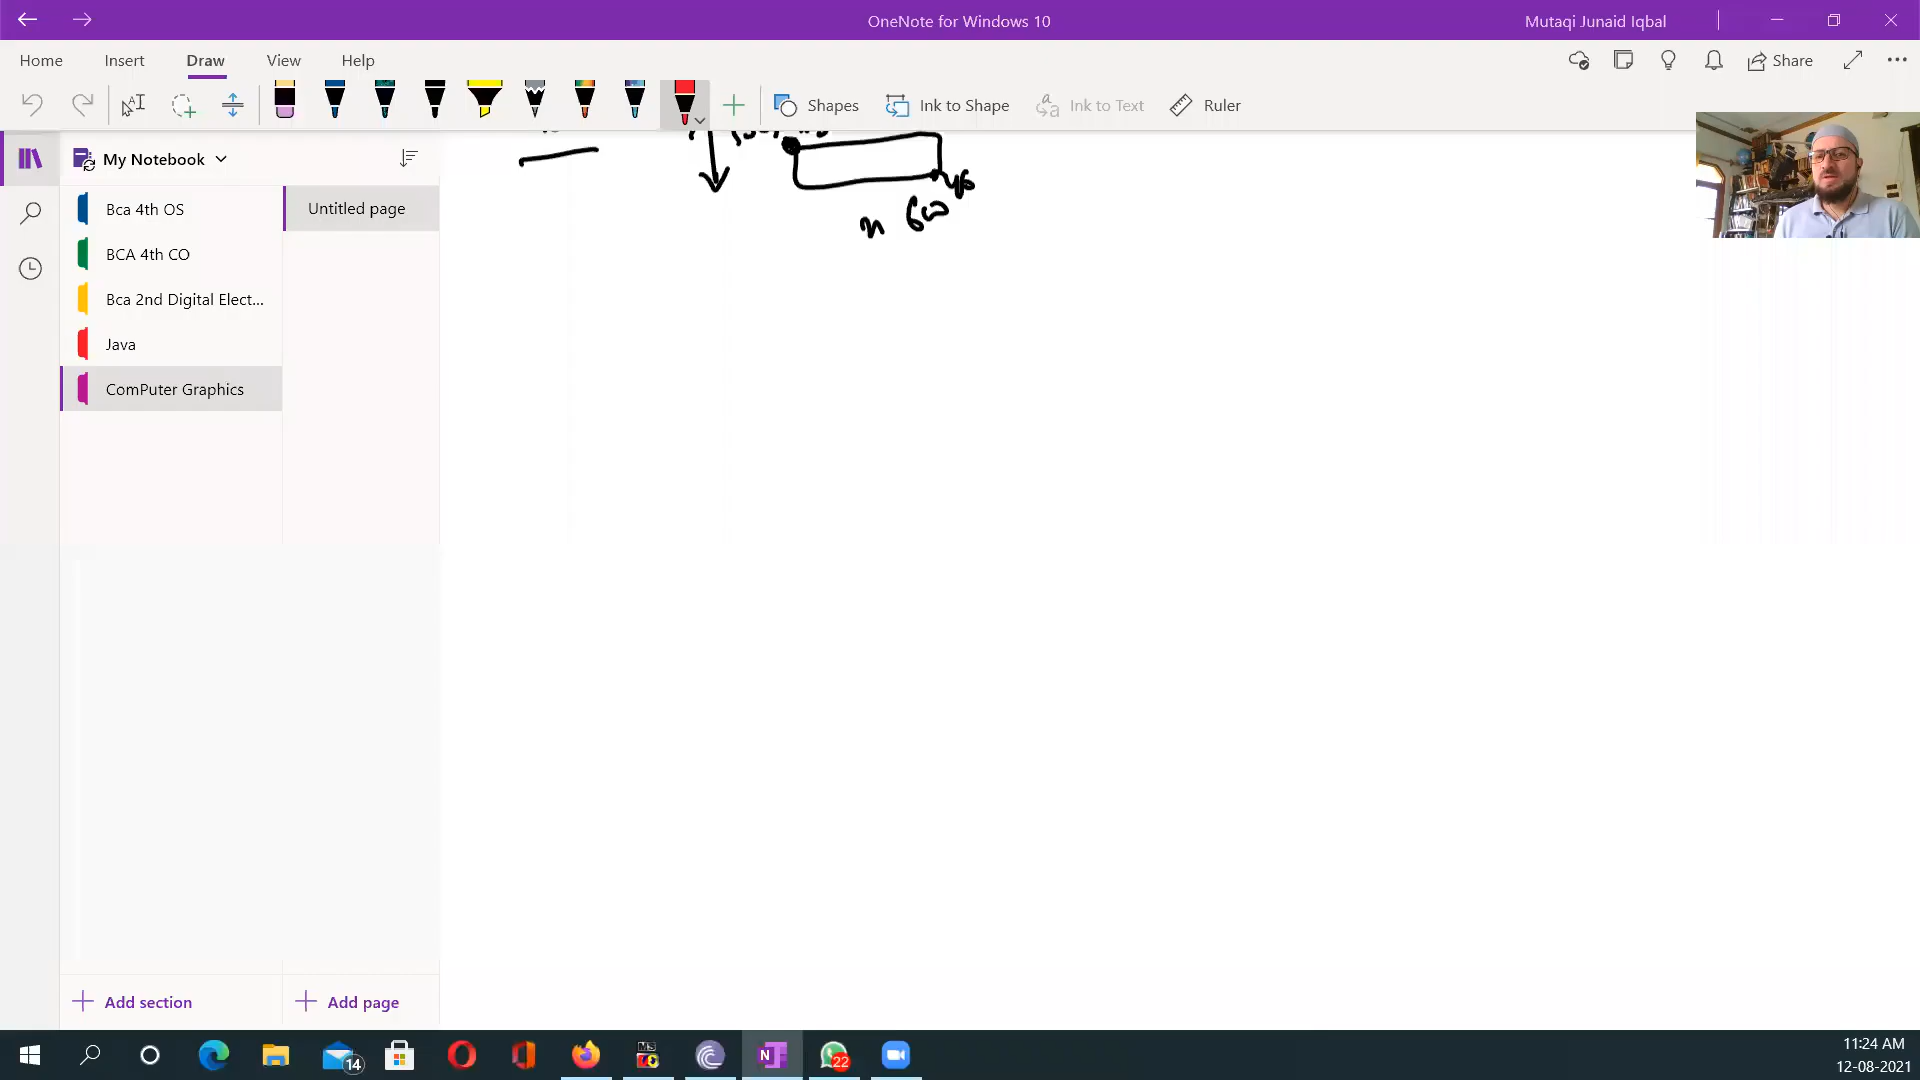 OneNote for Windows 10
Mutaqi Junaid Iqbal
Home Insert Draw View Help
Share
Shapes
Ink to Shape
Ink to Text
Ruler
My Notebook
Bca 4th OS
BCA 4th CO
Bca 2nd Digital Elect...
Java
ComPuter Graphics
Untitled page
Add section
Add page
14
22
11:24 AM
12-08-2021